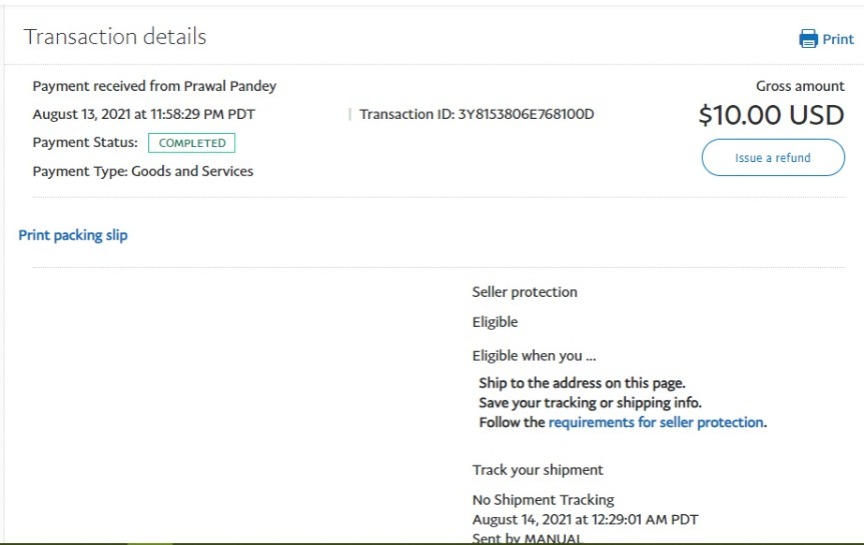 Transaction details
Print
Payment received from Prawal Pandey
Gross amount
August 13, 2021 at 11:58:29 PM PDT | Transaction ID: 3Y8153806E768100D
$10.00 USD
Payment Status: COMPLETED
Issue a refund
Payment Type: Goods and Services
Print packing slip
Seller protection
Eligible
Eligible when you ...
Ship to the address on this page.
Save your tracking or shipping info.
Follow the requirements for seller protection.
Track your shipment
No Shipment Tracking
August 14, 2021 at 12:29:01 AM PDT
Sent by MANUAL